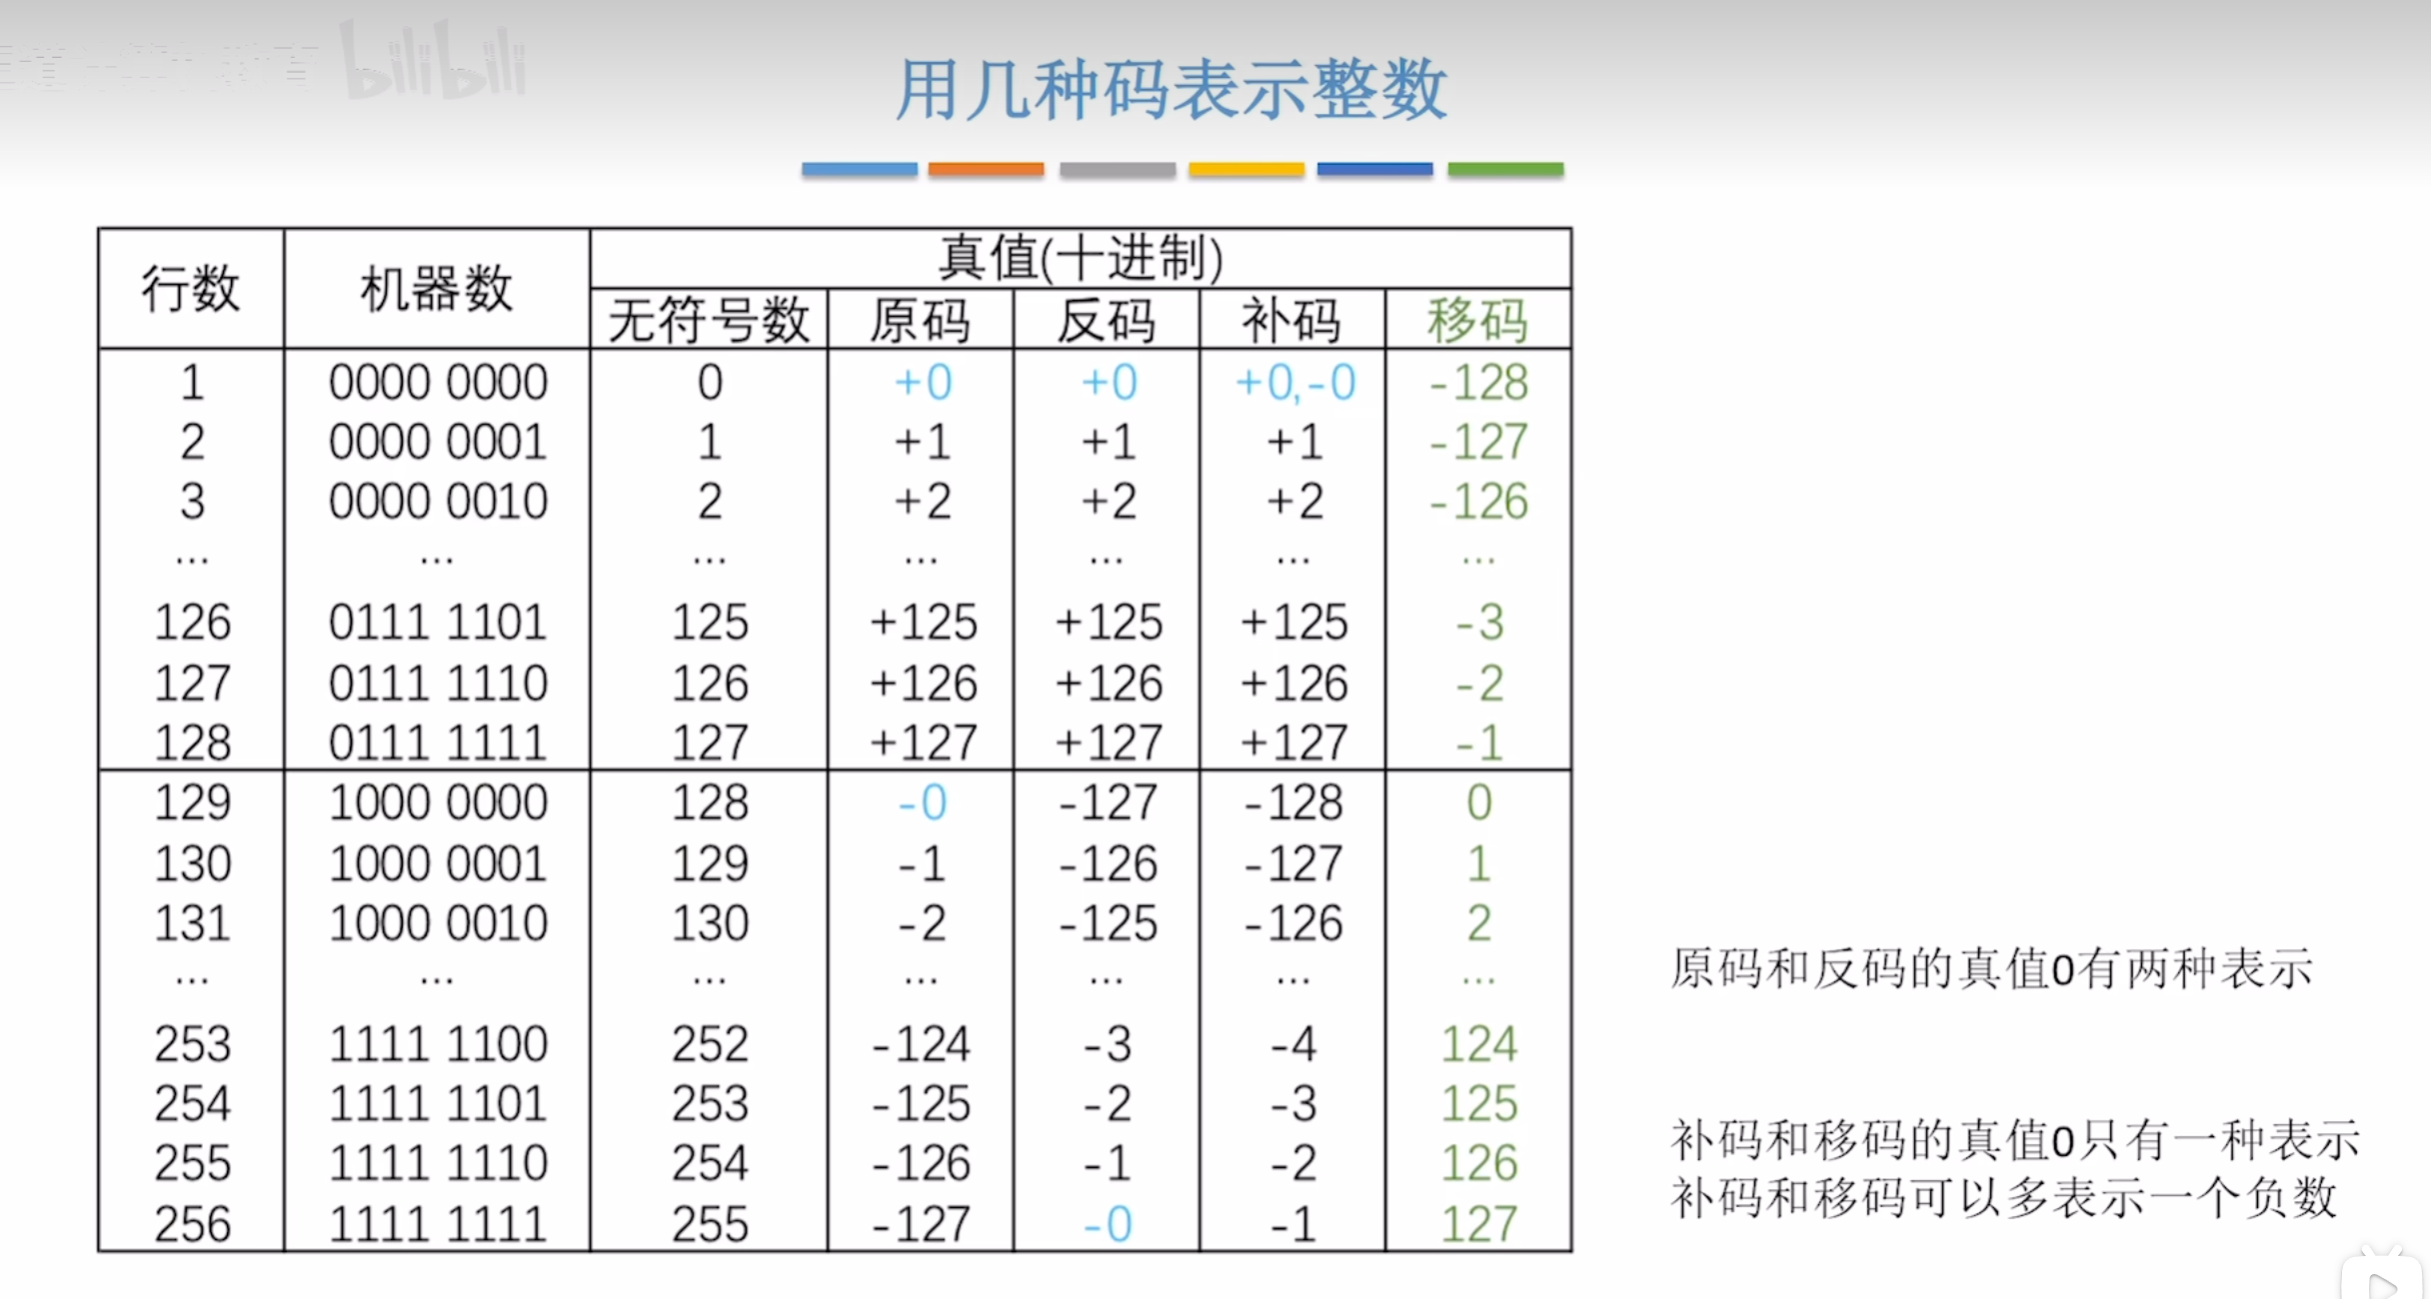 bilibili
用几种码表示整数
行数 机器数 真值(十进制)
无符号数 原码 反码 补码 移码
1 0000 0000 0 +0 +0 +0,-0 -128
2 0000 0001 1 +1 +1 +1 -127
3 0000 0010 2 +2 +2 +2 -126
... ... ... ... ... ... ...
126 0111 1101 125 +125 +125 +125 -3
127 0111 1110 126 +126 +126 +126 -2
128 0111 1111 127 +127 +127 +127 -1
129 1000 0000 128 -0 -127 -128 0
130 1000 0001 129 -1 -126 -127 1
131 1000 0010 130 -2 -125 -126 2
... ... ... ... ... ... ...
253 1111 1100 252 -124 -3 -4 124
254 1111 1101 253 -125 -2 -3 125
255 1111 1110 254 -126 -1 -2 126
256 1111 1111 255 -127 -0 -1 127
原码和反码的真值0有两种表示
补码和移码的真值0只有一种表示
补码和移码可以多表示一个负数